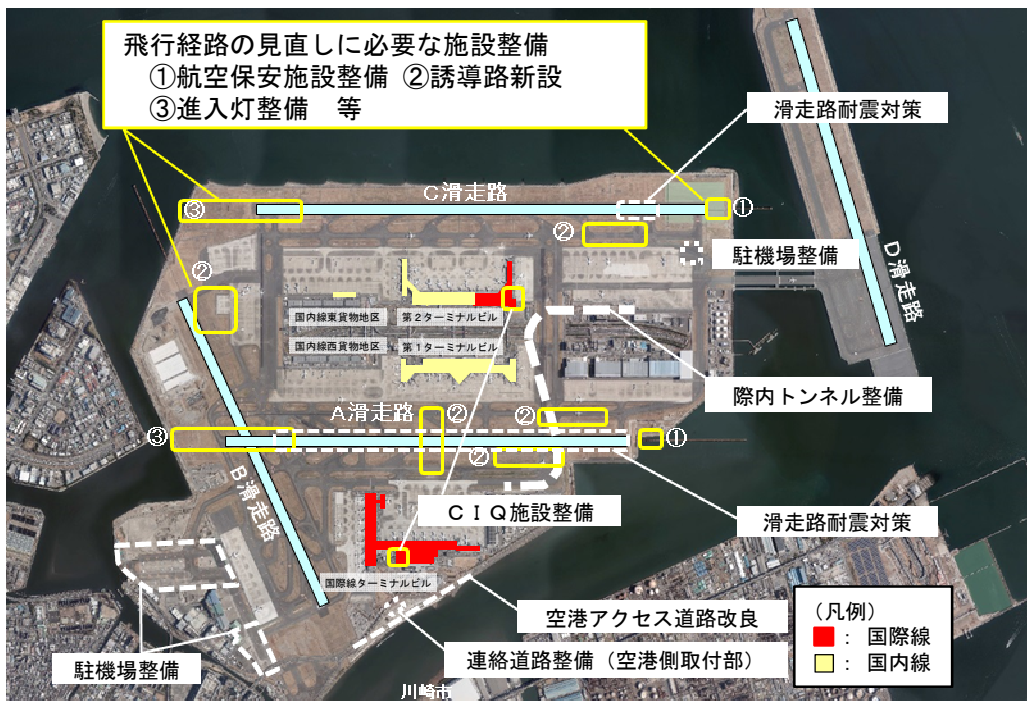 飛行経路の見直しに必要な施設整備
①航空保安施設整備 ②誘導路新設
③進入灯整備 等
滑走路耐震対策
C滑走路
③
①
②
駐機場整備
D滑走路
②
国内線東貨物地区
第2ターミナルビル
国内線西貨物地区
第1ターミナルビル
際内トンネル整備
A滑走路
②
②
③
①
②
B滑走路
CIQ施設整備
滑走路耐震対策
国際線ターミナルビル
空港アクセス道路改良
駐機場整備
連絡道路整備(空港側取付部)
川崎市
(凡例)
: 国際線
: 国内線